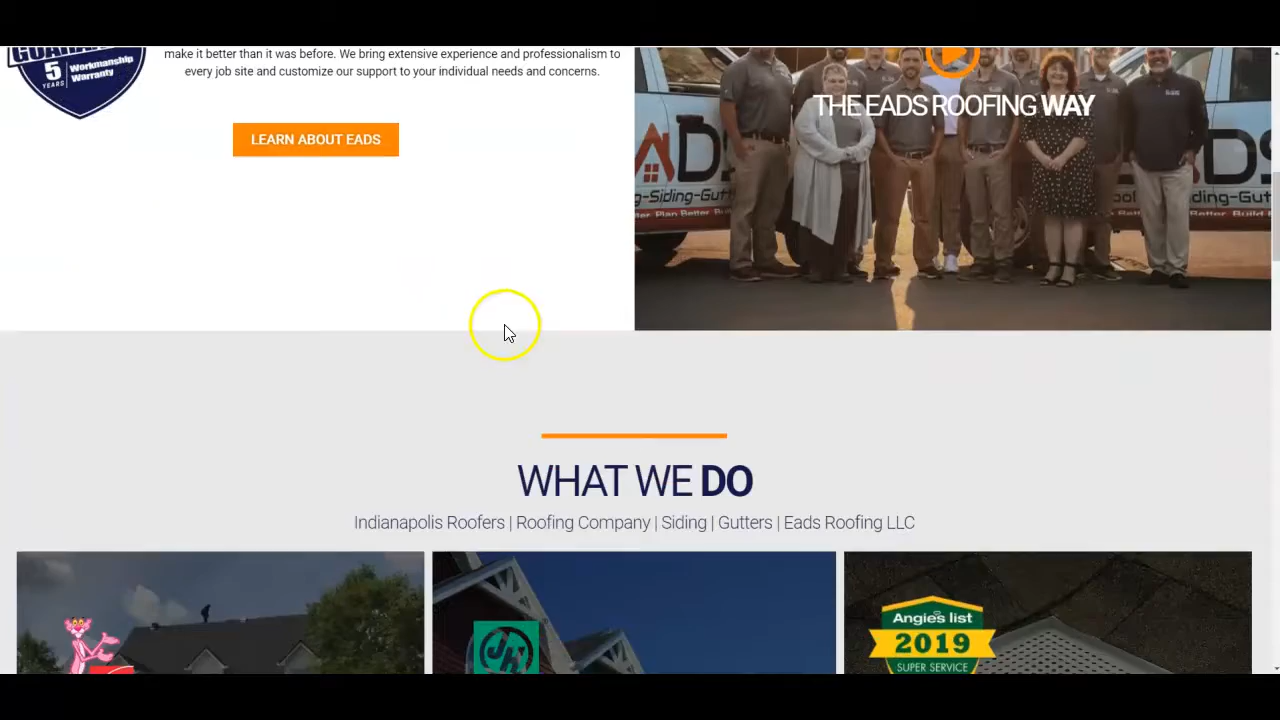 5
YEARS
Workmanship
Warranty
make it better than it was before. We bring extensive experience and professionalism to
every job site and customize our support to your individual needs and concerns.
LEARN ABOUT EADS
THE EADS ROOFING WAY
WHAT WE DO
Indianapolis Roofers | Roofing Company | Siding | Gutters | Eads Roofing LLC
JH
Angie's list
2019
SUPER SERVICE